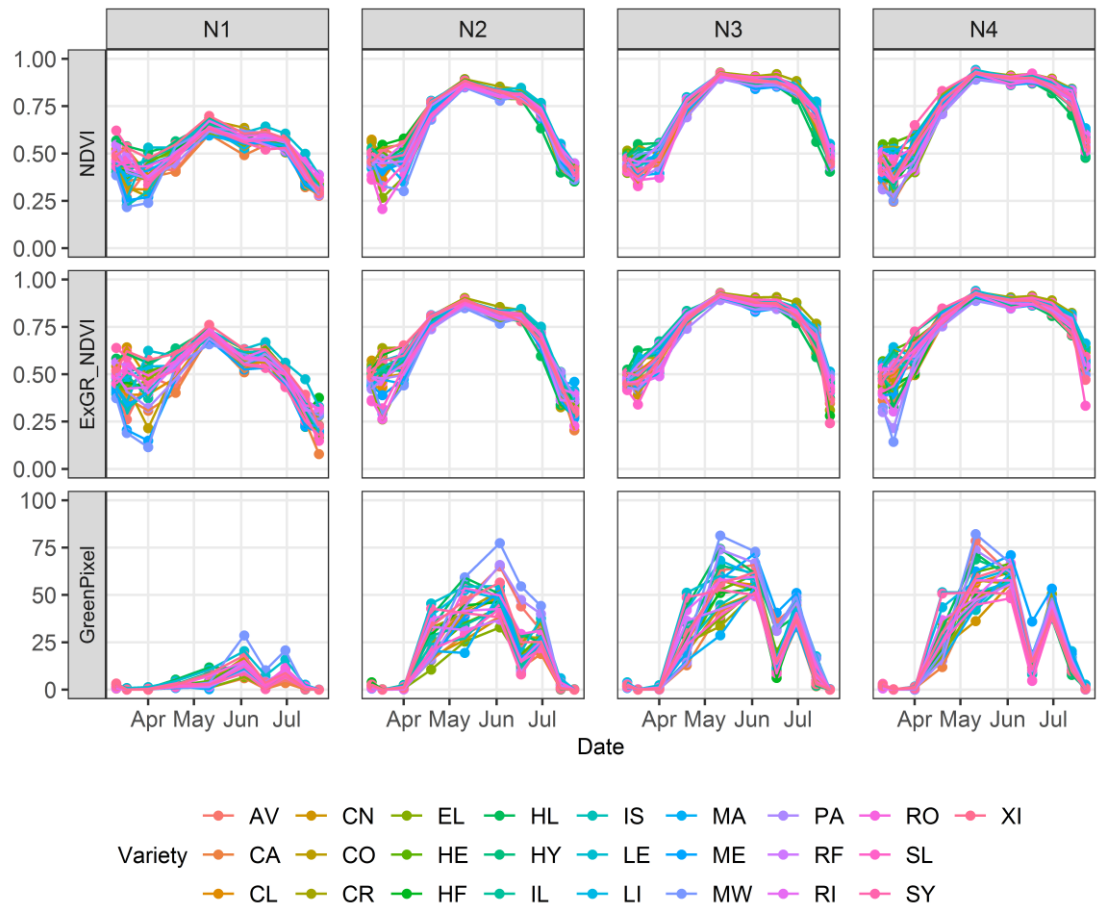 N1 N2 N3 N4
NDVI
1.00
0.75
0.50
0.25
0.00
ExGR_NDVI
1.00
0.75
0.50
0.25
0.00
GreenPixel
100
75
50
25
0
Apr May Jun Jul Apr May Jun Jul Apr May Jun Jul Apr May Jun Jul
Date
AV CN EL HL IS MA PA RO XI
Variety CA CO HE HY LE ME RF SL
CL CR HF IL LI MW RI SY